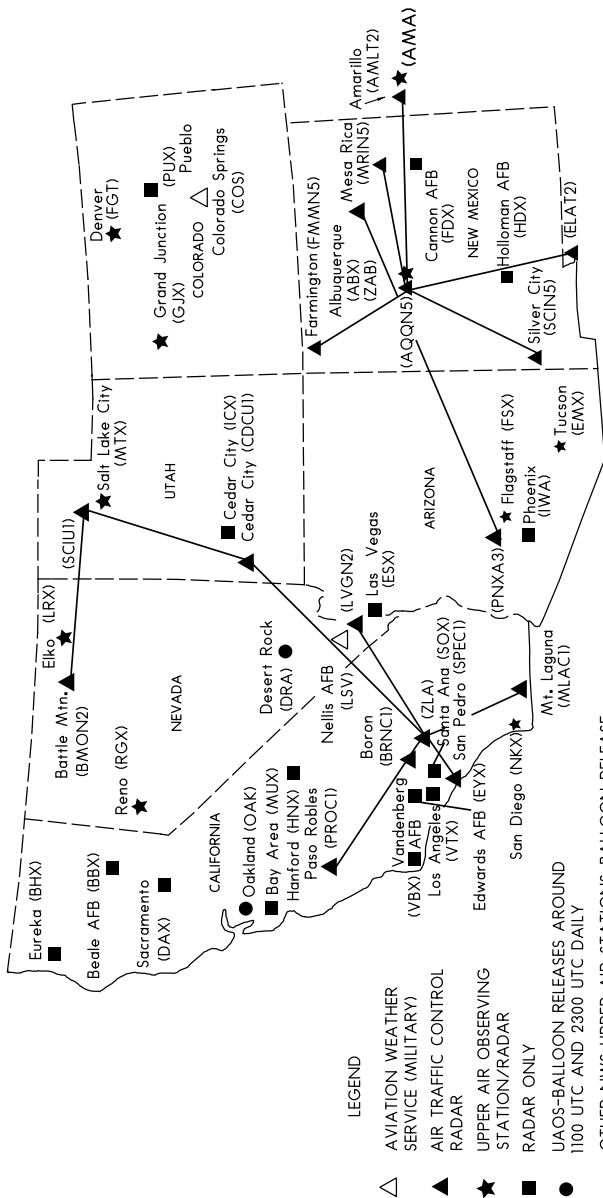 Eureka (BHX)
Beale AFB (BBX)
Sacramento
(DAX)
CALIFORNIA
Oakland (OAK)
Bay Area (MUX)
Hanford (HNX)
Paso Robles
(PROC1)
Vandenberg
(VBX) AFB
Los Angeles
(VTX)
Edwards AFB (EYX)
Boron
(BRNC1)
(ZLA)
Santa Ana (SOX)
San Pedro (SPEC1)
San Diego (NKX)
Mt. Laguna
(MLAC1)
Battle Mtn.
(BMON2)
Elko (LRX)
Reno (RGX)
NEVADA
Desert Rock
(DRA)
Nellis AFB
(LSV)
(LVGN2)
Las Vegas
(ESX)
(SCIU1)
Salt Lake City
(MTX)
UTAH
Cedar City (ICX)
Cedar City (CDCU1)
ARIZONA
(PNXA3)
Flagstaff (FSX)
Phoenix
(IWA)
Tucson
(EMX)
Denver
(FGT)
Grand Junction
(GJX)
(PUX)
Pueblo
COLORADO
Colorado Springs
(COS)
Farmington (FMMN5)
Albuquerque
(ABX)
(ZAB)
(AQQN5)
Mesa Rica
(MRIN5)
Amarillo
(AMLT2)
(AMA)
Cannon AFB
(FDX)
NEW MEXICO
Holloman AFB
(HDX)
Silver City
(SCIN5)
(ELAT2)
LEGEND
AVIATION WEATHER
SERVICE (MILITARY)
AIR TRAFFIC CONTROL
RADAR
UPPER AIR OBSERVING
STATION/RADAR
RADAR ONLY
UAOS-BALLOON RELEASES AROUND
1100 UTC AND 2300 UTC DAILY
OTHER NWS UPPER AIR STATIONS BALLOON RELEASE